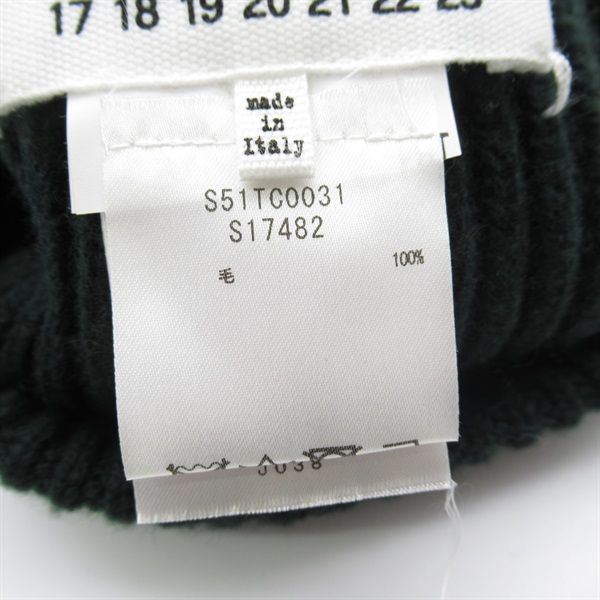 17 18 19 20 21 22 23
made
in
Italy
S51TC0031
S17482
毛 100%